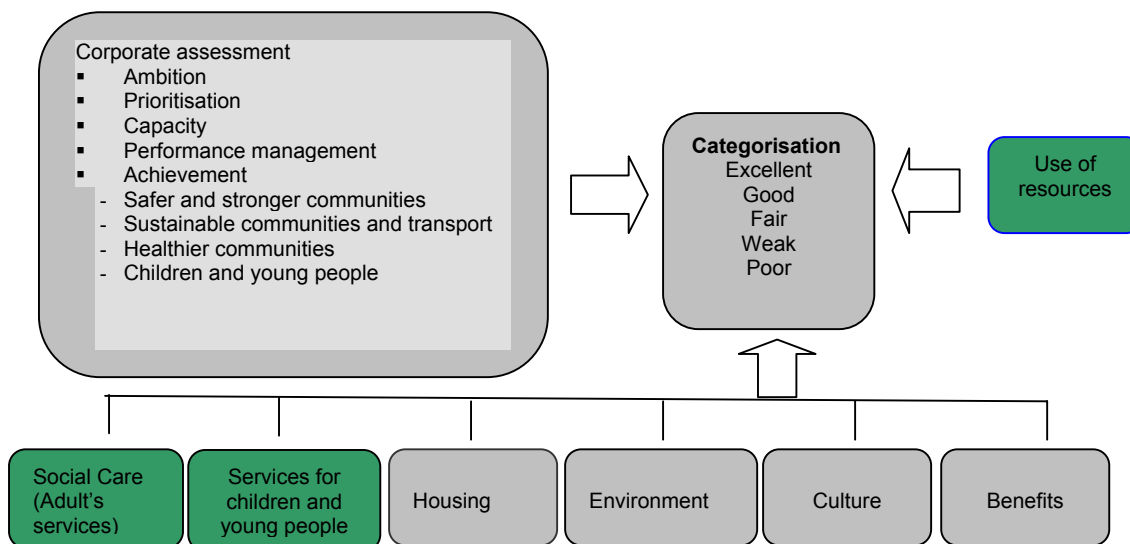 Corporate assessment
▪ Ambition
▪ Prioritisation
▪ Capacity
▪ Performance management
▪ Achievement
- Safer and stronger communities
- Sustainable communities and transport
- Healthier communities
- Children and young people
Categorisation
Excellent
Good
Fair
Weak
Poor
Use of
resources
Social Care
(Adult's
services)
Services for
children and
young people
Housing
Environment
Culture
Benefits